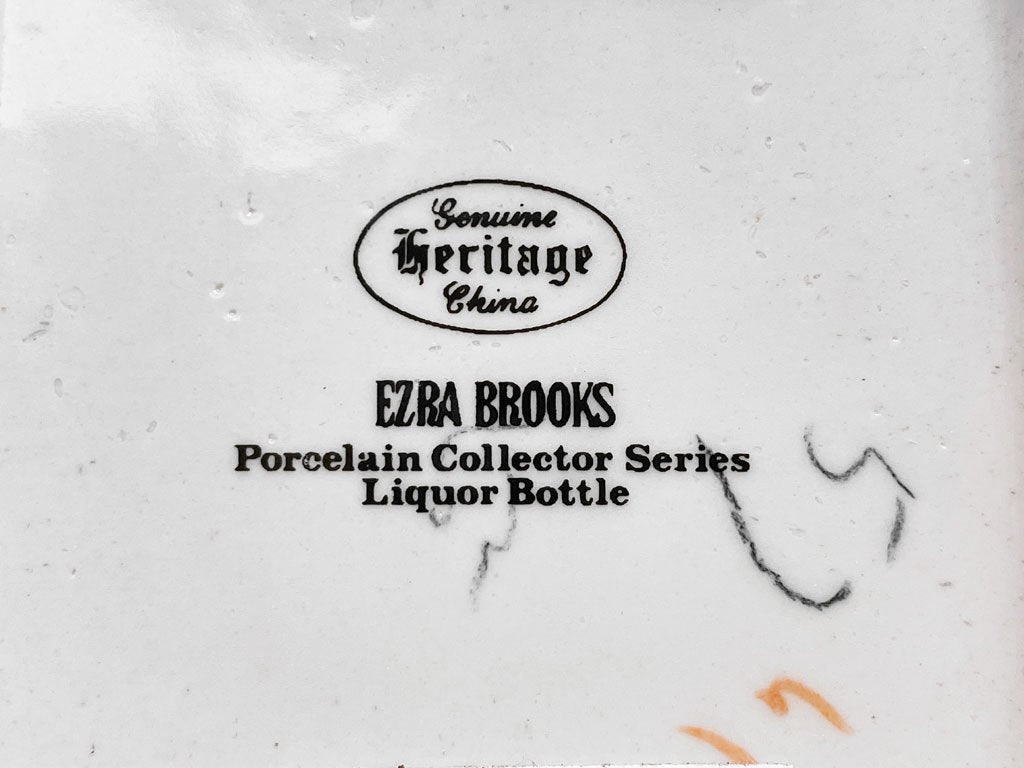 Genuine
Heritage
China
EZRA BROOKS
Porcelain Collector Series
Liquor Bottle